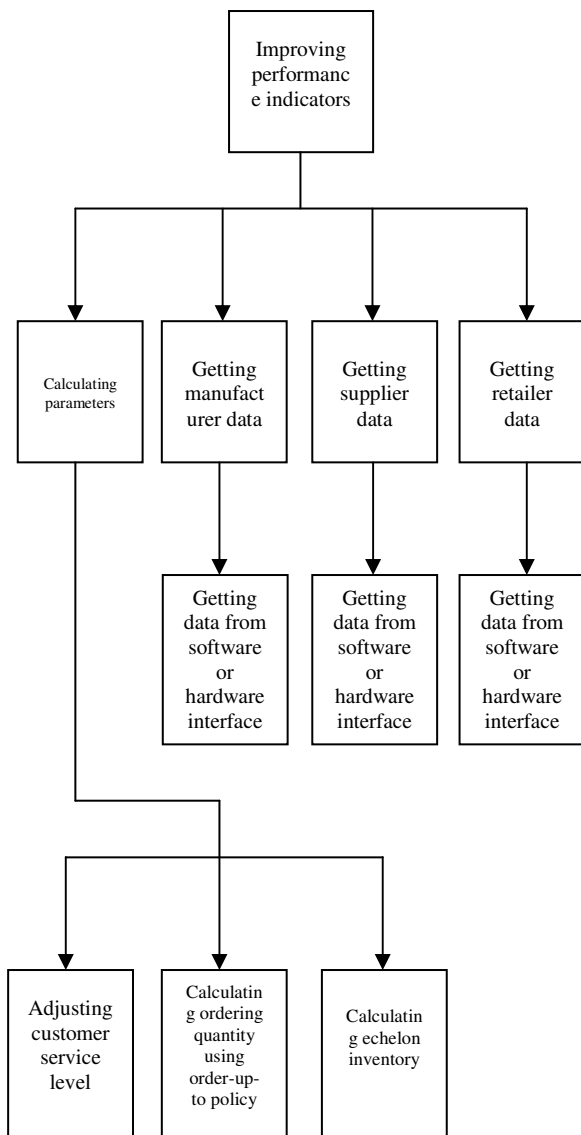 Improving
performanc
e indicators
Calculating
parameters
Getting
manufact
urer data
Getting
supplier
data
Getting
retailer
data
Getting
data from
software
or
hardware
interface
Getting
data from
software
or
hardware
interface
Getting
data from
software
or
hardware
interface
Adjusting
customer
service
level
Calculatin
g ordering
quantity
using
order-up-
to policy
Calculatin
g echelon
inventory